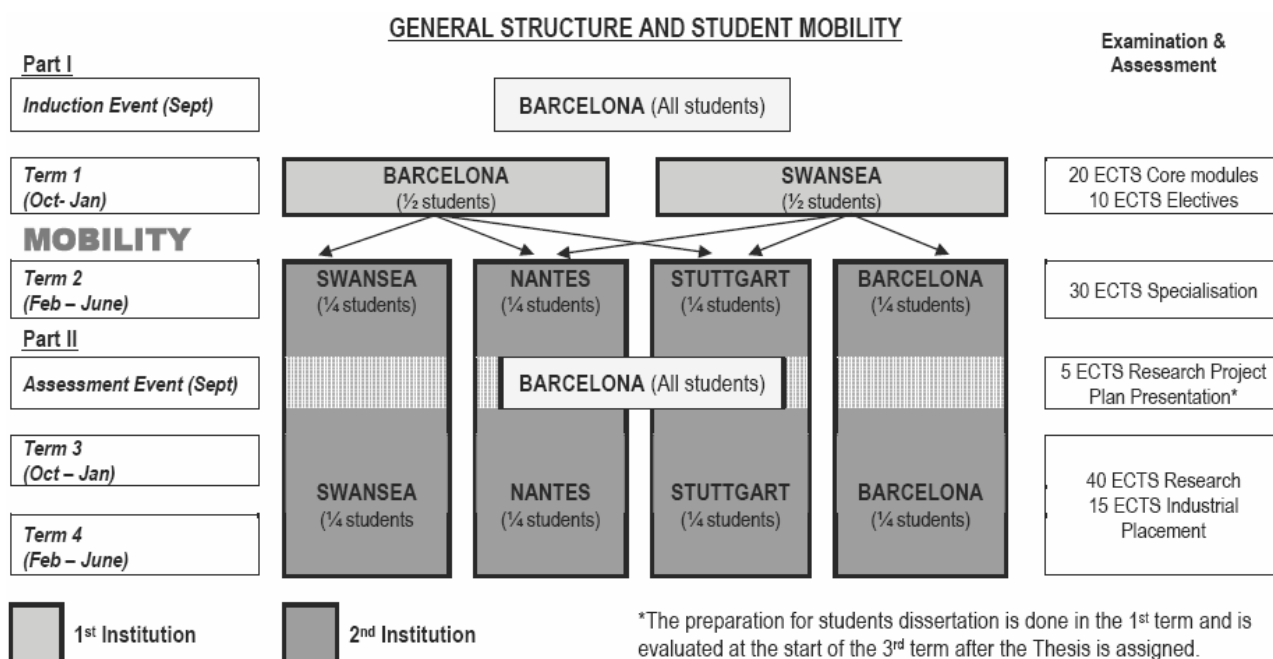 GENERAL STRUCTURE AND STUDENT MOBILITY
Examination &
Assessment
Part I
Induction Event (Sept)
BARCELONA (All students)
Term 1
(Oct- Jan)
BARCELONA
(½ students)
SWANSEA
(½ students)
20 ECTS Core modules
10 ECTS Electives
MOBILITY
Term 2
(Feb – June)
SWANSEA
(¼ students)
NANTES
(¼ students)
STUTTGART
(¼ students)
BARCELONA
(¼ students)
30 ECTS Specialisation
Part II
Assessment Event (Sept)
BARCELONA (All students)
5 ECTS Research Project
Plan Presentation*
Term 3
(Oct – Jan)
Term 4
(Feb – June)
SWANSEA
(¼ students
NANTES
(¼ students)
STUTTGART
(¼ students)
BARCELONA
(¼ students)
40 ECTS Research
15 ECTS Industrial
Placement
1st Institution
2nd Institution
*The preparation for students dissertation is done in the 1st term and is
evaluated at the start of the 3rd term after the Thesis is assigned.